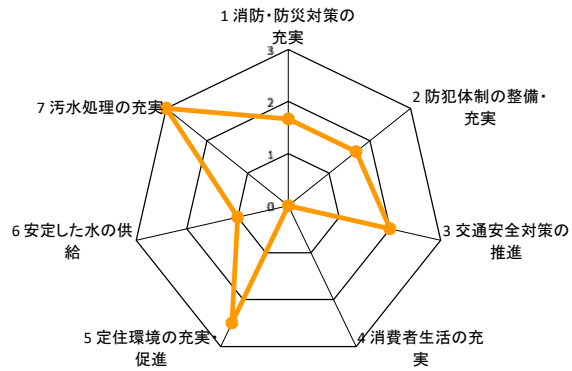 1 消防・防災対策の
充実
3
2 防犯体制の整備・
充実
2
7 汚水処理の充実
1
0
6 安定した水の供
給
3 交通安全対策の
推進
5 定住環境の充実・
促進
4 消費者生活の充
実